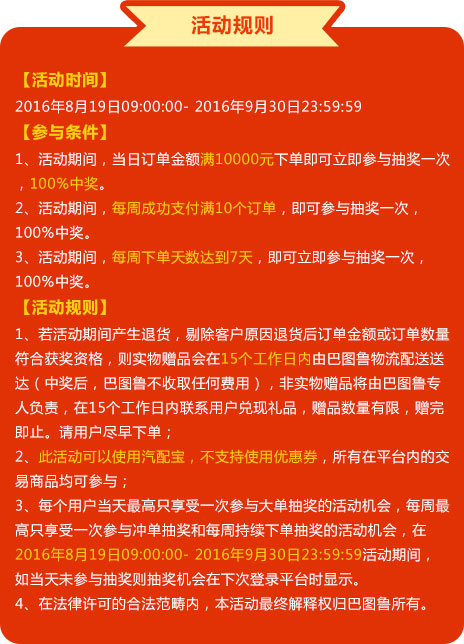 活动规则
【活动时间】
2016年8月19日09:00:00- 2016年9月30日23:59:59
【参与条件】
1、活动期间，当日订单金额满10000元下单即可立即参与抽奖一次
，100%中奖。
2、活动期间，每周成功支付满10个订单，即可参与抽奖一次，
100%中奖。
3、活动期间，每周下单天数达到7天，即可立即参与抽奖一次，
100%中奖。
【活动规则】
1、若活动期间产生退货，剔除客户原因退货后订单金额或订单数量
符合获奖资格，则实物赠品会在15个工作日内由巴图鲁物流配送送
达（中奖后，巴图鲁不收取任何费用），非实物赠品将由巴图鲁专
人负责，在15个工作日内联系用户兑现礼品，赠品数量有限，赠完
即止。请用户尽早下单；
2、此活动可以使用汽配宝，不支持使用优惠券，所有在平台内的交
易商品均可参与；
3、每个用户当天最高只享受一次参与大单抽奖的活动机会，每周最
高只享受一次参与冲单抽奖和每周持续下单抽奖的活动机会，在
2016年8月19日09:00:00- 2016年9月30日23:59:59活动期间，
如当天未参与抽奖则抽奖机会在下次登录平台时显示。
4、在法律许可的合法范畴内，本活动最终解释权归巴图鲁所有。